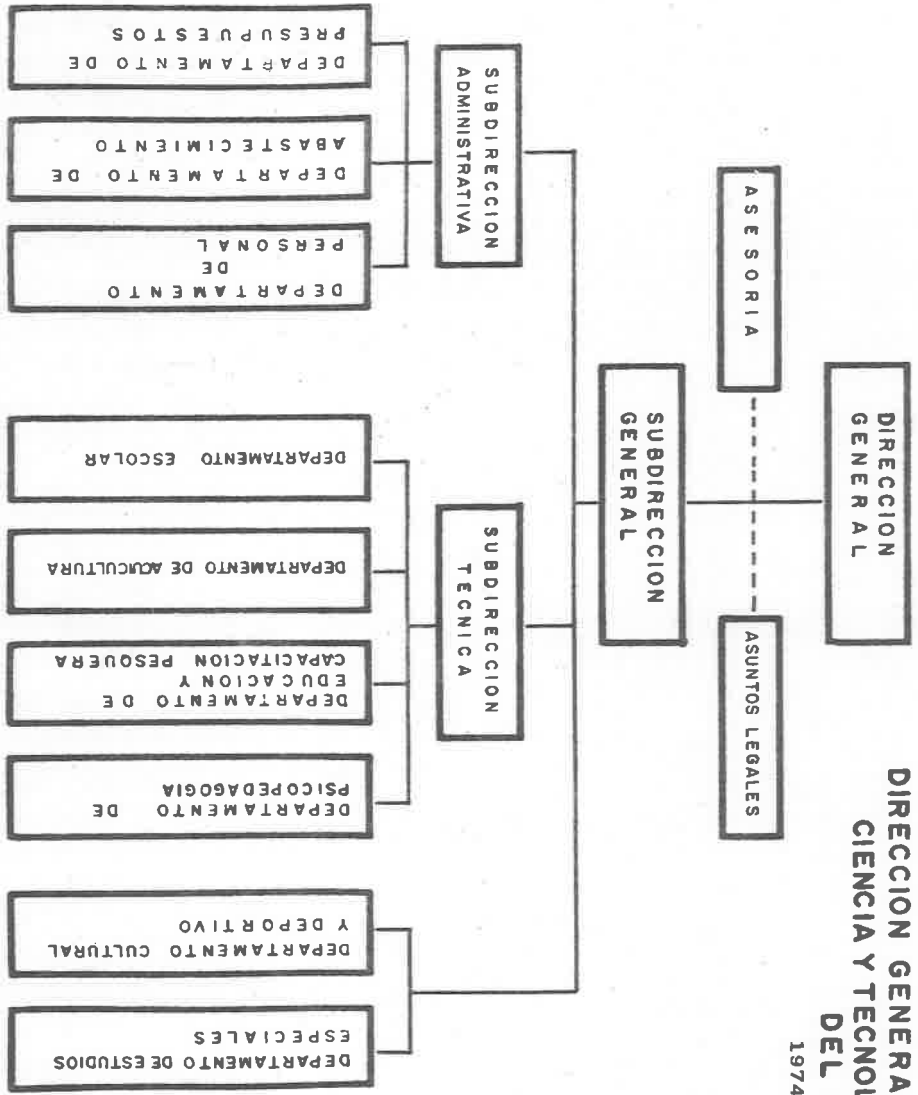 DIRECCION GENERA
CIENCIA Y TECNOL
DEL
1974
DIRECCION
GENERAL
ASESORIA
ASUNTOS LEGALES
SUBDIRECCION
GENERAL
SUBDIRECCION
ADMINISTRATIVA
SUBDIRECCION
TECNICA
DEPARTAMENTO DE
PRESUPUESTOS
DEPARTAMENTO DE
ABASTECIMIENTO
DEPARTAMENTO
DE
PERSONAL
DEPARTAMENTO ESCOLAR
DEPARTAMENTO DE ACUICULTURA
DEPARTAMENTO DE
EDUCACION Y
CAPACITACION PESQUERA
DEPARTAMENTO DE
PSICOPEDAGOGIA
DEPARTAMENTO CULTURAL
Y DEPORTIVO
DEPARTAMENTO DE ESTUDIOS
ESPECIALES